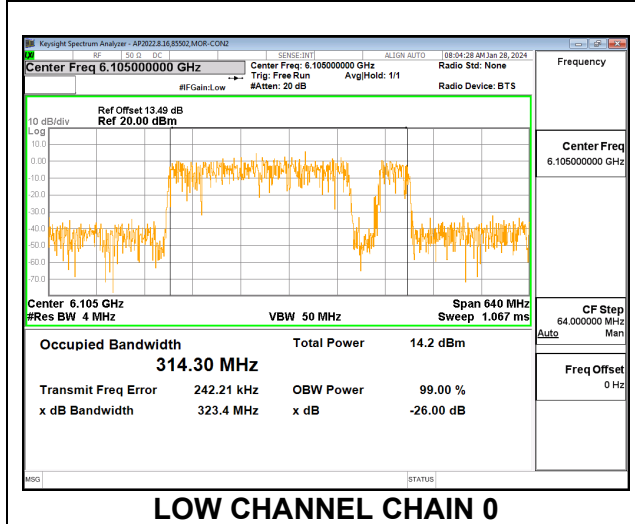 Keysight Spectrum Analyzer - AP2022.8.16,85502,MOR-CON2
RF 50 Ω DC SENSE:INT ALIGN AUTO 08:04:28 AM Jan 28, 2024
Center Freq 6.105000000 GHz
Center Freq: 6.105000000 GHz Radio Std: None
Trig: Free Run Avg|Hold: 1/1
#IFGain:Low #Atten: 20 dB Radio Device: BTS
Frequency
Ref Offset 13.49 dB
10 dB/div Ref 20.00 dBm
Log
10.0
0.00
-10.0
-20.0
-30.0
-40.0
-50.0
-60.0
-70.0
Center 6.105 GHz Span 640 MHz
#Res BW 4 MHz VBW 50 MHz Sweep 1.067 ms
Center Freq
6.105000000 GHz
CF Step
64.000000 MHz
Auto Man
Freq Offset
0 Hz
Occupied Bandwidth Total Power 14.2 dBm
314.30 MHz
Transmit Freq Error 242.21 kHz OBW Power 99.00 %
x dB Bandwidth 323.4 MHz x dB -26.00 dB
MSG STATUS
LOW CHANNEL CHAIN 0